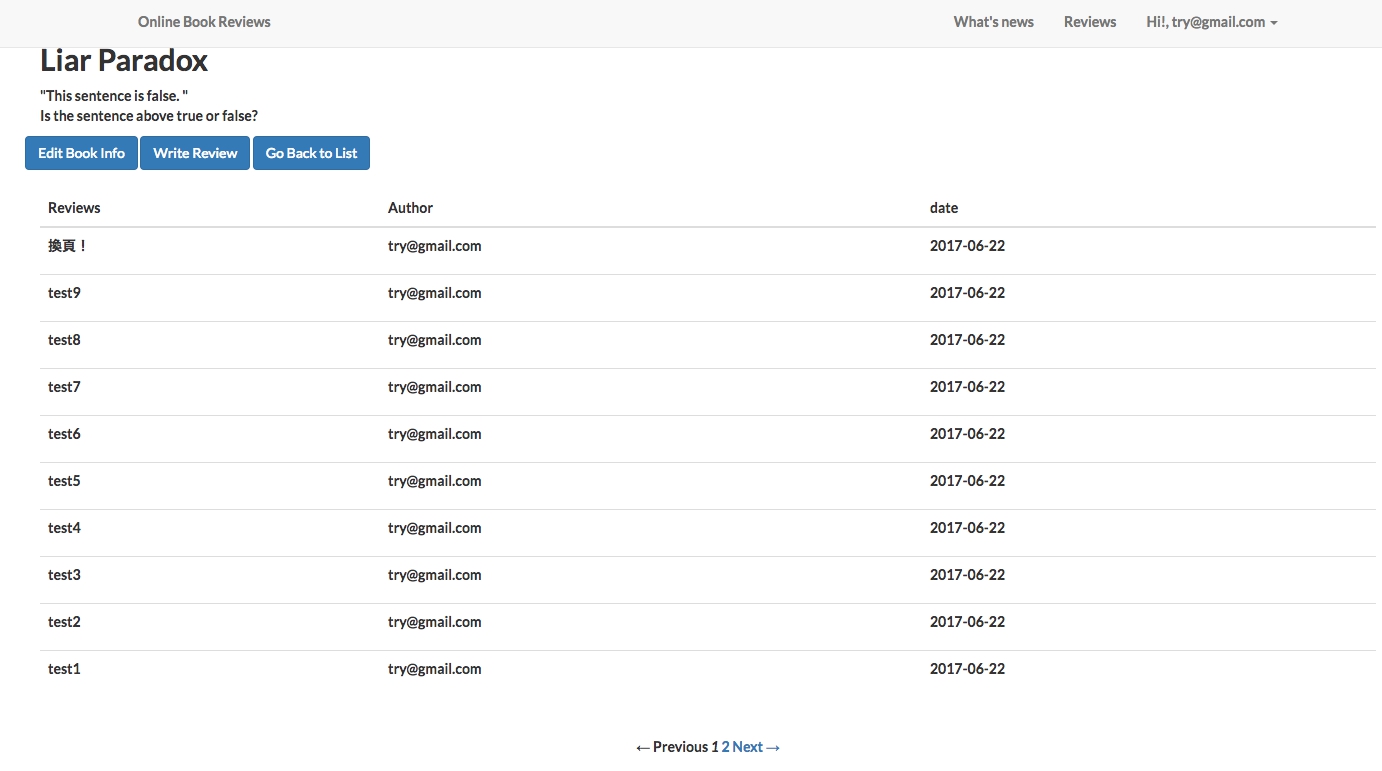 Online Book Reviews What's news Reviews Hi!, try@gmail.com
Liar Paradox
"This sentence is false. "
Is the sentence above true or false?
Edit Book Info Write Review Go Back to List
Reviews Author date
換頁！ try@gmail.com 2017-06-22
test9 try@gmail.com 2017-06-22
test8 try@gmail.com 2017-06-22
test7 try@gmail.com 2017-06-22
test6 try@gmail.com 2017-06-22
test5 try@gmail.com 2017-06-22
test4 try@gmail.com 2017-06-22
test3 try@gmail.com 2017-06-22
test2 try@gmail.com 2017-06-22
test1 try@gmail.com 2017-06-22
← Previous 1 2 Next →